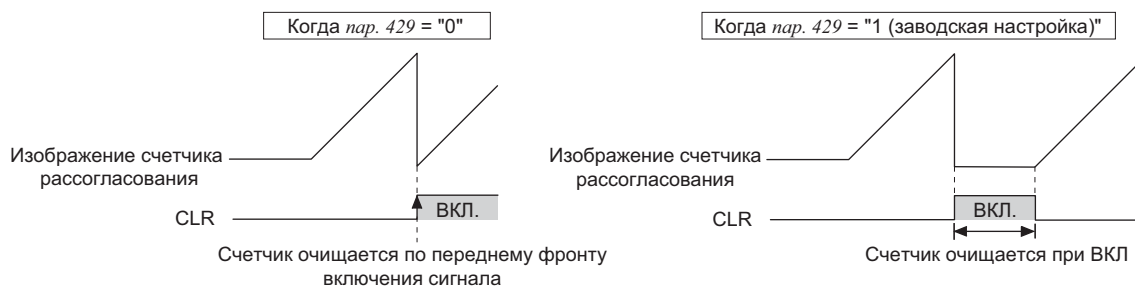 Когда пар. 429 = "0"
Изображение счетчика
рассогласования
CLR
ВКЛ.
Счетчик очищается по переднему фронту
включения сигнала
Когда пар. 429 = "1 (заводская настройка)"
Изображение счетчика
рассогласования
CLR
ВКЛ.
Счетчик очищается при ВКЛ